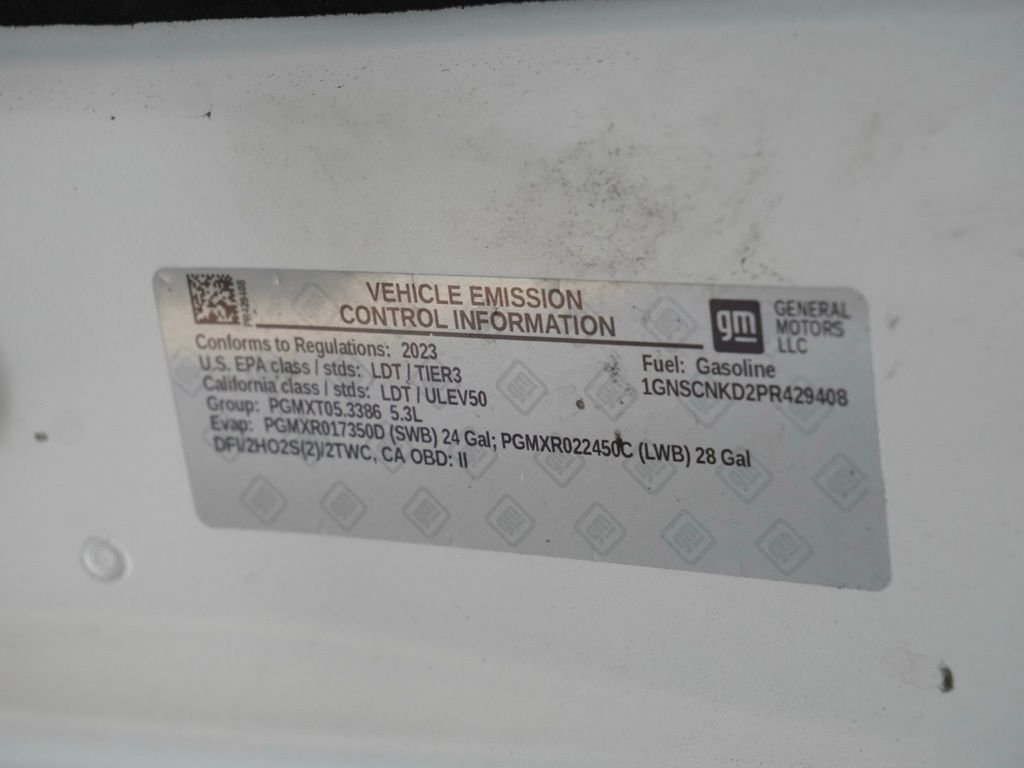 PR429408
VEHICLE EMISSION
CONTROL INFORMATION
gm
GENERAL
MOTORS
LLC
Conforms to Regulations: 2023
U.S. EPA class / stds: LDT / TIER3
California class / stds: LDT / ULEV50
Group: PGMXT05.3386 5.3L
Evap: PGMXR017350D (SWB) 24 Gal; PGMXR022450C (LWB) 28 Gal
DFI/2HO2S(2)/2TWC, CA OBD: II
Fuel: Gasoline
1GNSCNKD2PR429408